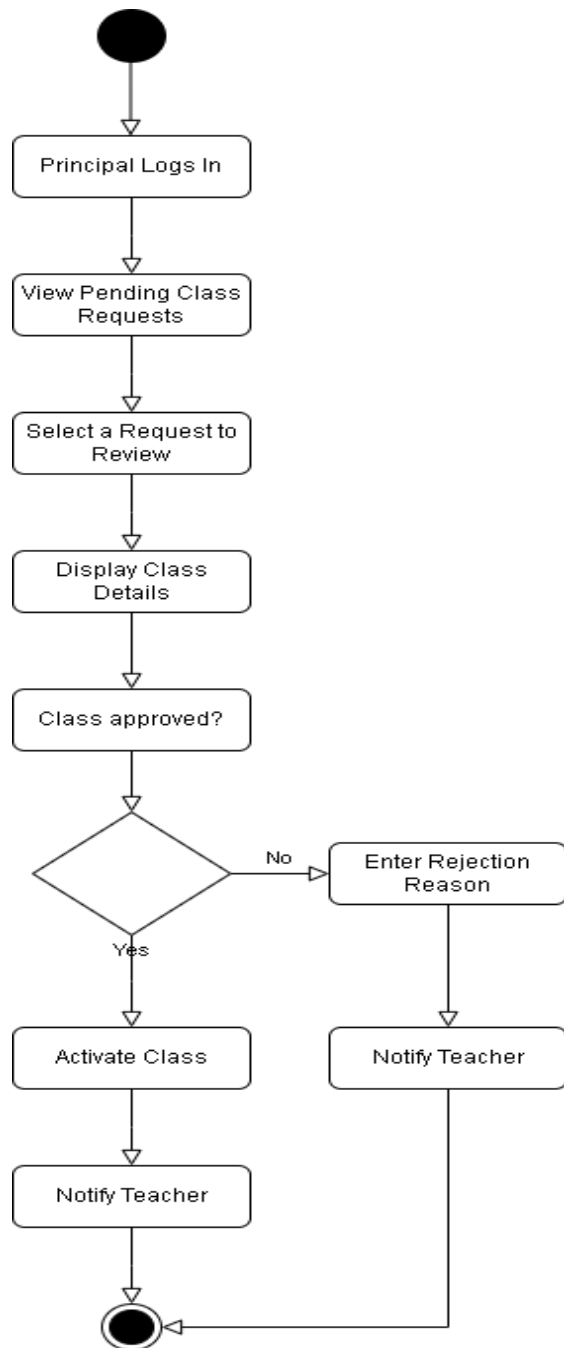 Principal Logs In
View Pending Class
Requests
Select a Request to
Review
Display Class
Details
Class approved?
No
Enter Rejection
Reason
Yes
Activate Class
Notify Teacher
Notify Teacher